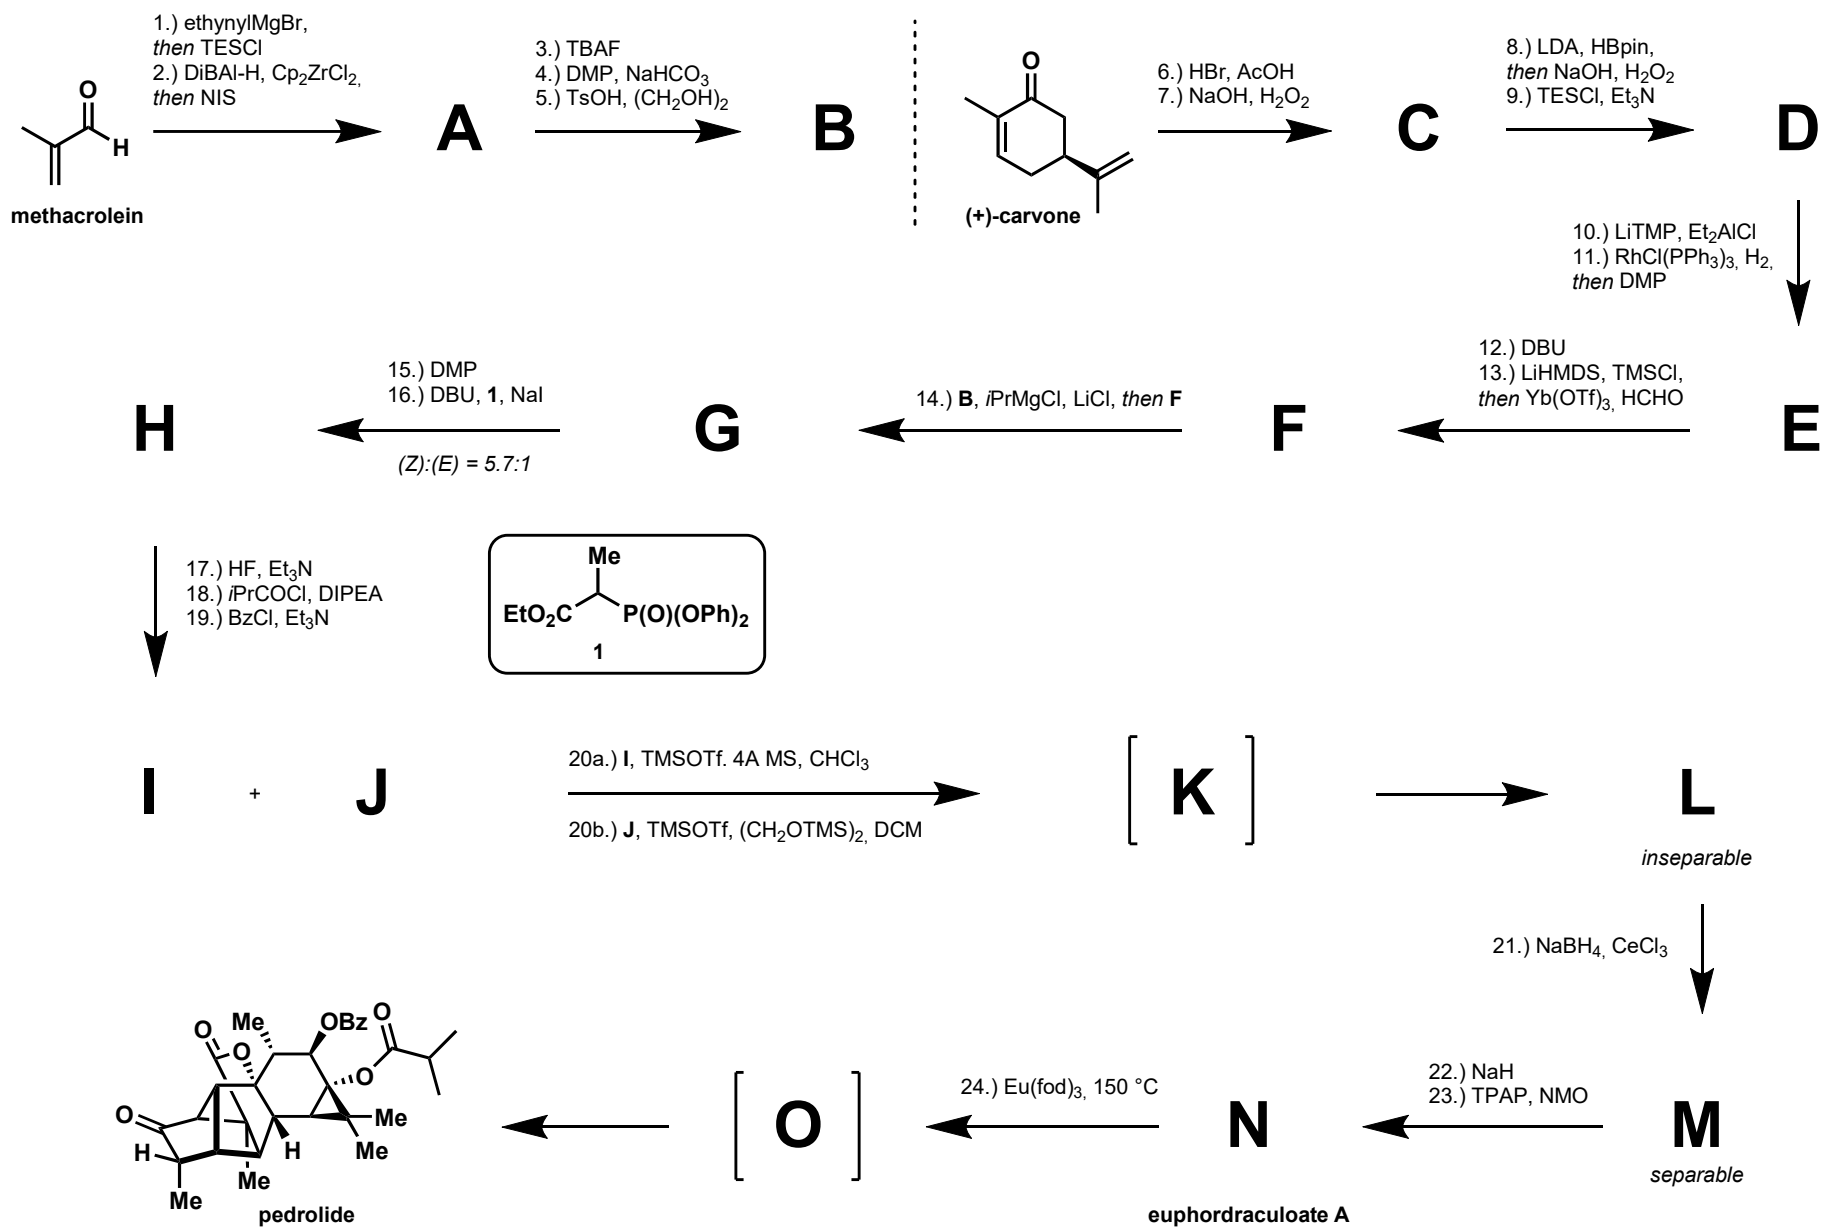 1.) ethynylMgBr,
then TESCl
2.) DiBAl-H, Cp2ZrCl2,
then NIS
O
H
methacrolein
A
3.) TBAF
4.) DMP, NaHCO3
5.) TsOH, (CH2OH)2
B
O
(+)-carvone
6.) HBr, AcOH
7.) NaOH, H2O2
C
8.) LDA, HBpin,
then NaOH, H2O2
9.) TESCl, Et3N
D
10.) LiTMP, Et2AlCl
11.) RhCl(PPh3)3, H2,
then DMP
E
12.) DBU
13.) LiHMDS, TMSCl,
then Yb(OTf)3, HCHO
F
14.) B, iPrMgCl, LiCl, then F
G
15.) DMP
16.) DBU, 1, NaI
(Z):(E) = 5.7:1
H
17.) HF, Et3N
18.) iPrCOCl, DIPEA
19.) BzCl, Et3N
Me
EtO2C P(O)(OPh)2
1
I + J
20a.) I, TMSOTf. 4A MS, CHCl3
20b.) J, TMSOTf, (CH2OTMS)2, DCM
K
L
inseparable
21.) NaBH4, CeCl3
M
separable
22.) NaH
23.) TPAP, NMO
N
euphordraculoate A
24.) Eu(fod)3, 150 °C
O
O
Me
OBz
O
O
O
O
Me
H
H
Me
Me
Me
pedrolide